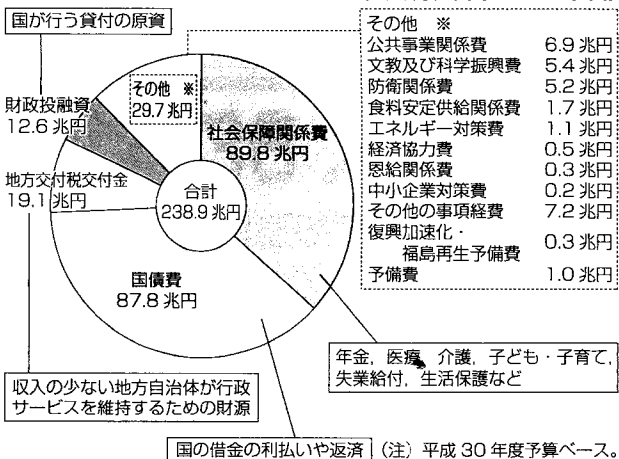 国が行う貸付の原資
財政投融資
12.6 兆円
地方交付税交付金
19.1 兆円
その他 ※
29.7 兆円
社会保障関係費
89.8 兆円
合計
238.9 兆円
国債費
87.8 兆円
その他 ※
公共事業関係費 6.9 兆円
文教及び科学振興費 5.4 兆円
防衛関係費 5.2 兆円
食料安定供給関係費 1.7 兆円
エネルギー対策費 1.1 兆円
経済協力費 0.5 兆円
恩給関係費 0.3 兆円
中小企業対策費 0.2 兆円
その他の事項経費 7.2 兆円
復興加速化・
福島再生予備費 0.3 兆円
予備費 1.0 兆円
年金，医療，介護，子ども・子育て，
失業給付，生活保護など
収入の少ない地方自治体が行政
サービスを維持するための財源
国の借金の利払いや返済
（注）平成 30 年度予算ベース。